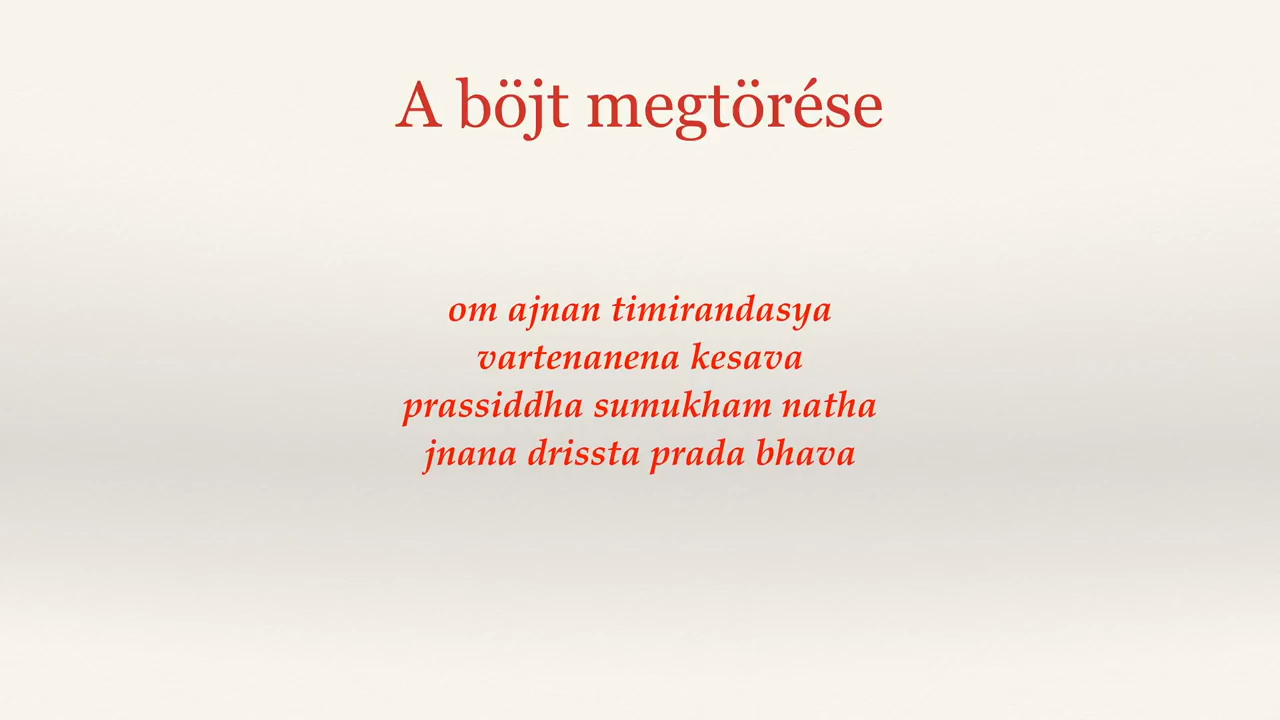 A böjt megtörése
om ajnan timirandasya
vartenanena kesava
prassiddha sumukham natha
jnana drissta prada bhava